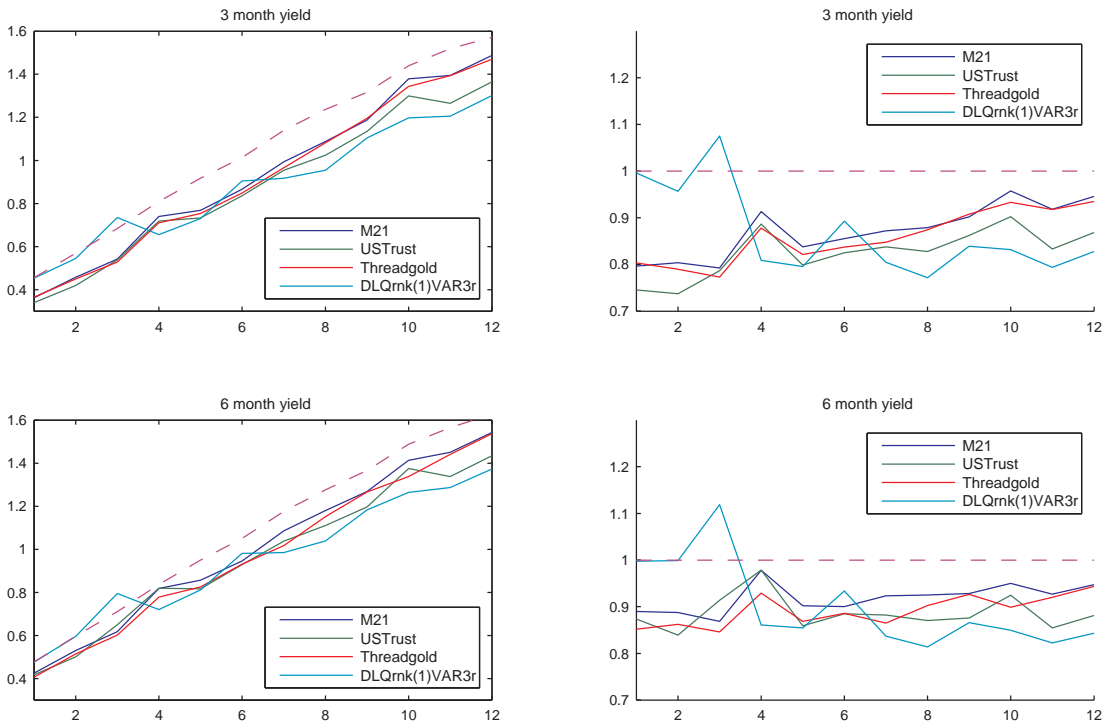 3 month yield
1.6
1.4
1.2
1
0.8
0.6
0.4
2 4 6 8 10 12
M21
USTrust
Threadgold
DLQrnk(1)VAR3r
3 month yield
1.2
1.1
1
0.9
0.8
0.7
2 4 6 8 10 12
M21
USTrust
Threadgold
DLQrnk(1)VAR3r
6 month yield
1.6
1.4
1.2
1
0.8
0.6
0.4
2 4 6 8 10 12
M21
USTrust
Threadgold
DLQrnk(1)VAR3r
6 month yield
1.2
1.1
1
0.9
0.8
0.7
2 4 6 8 10 12
M21
USTrust
Threadgold
DLQrnk(1)VAR3r